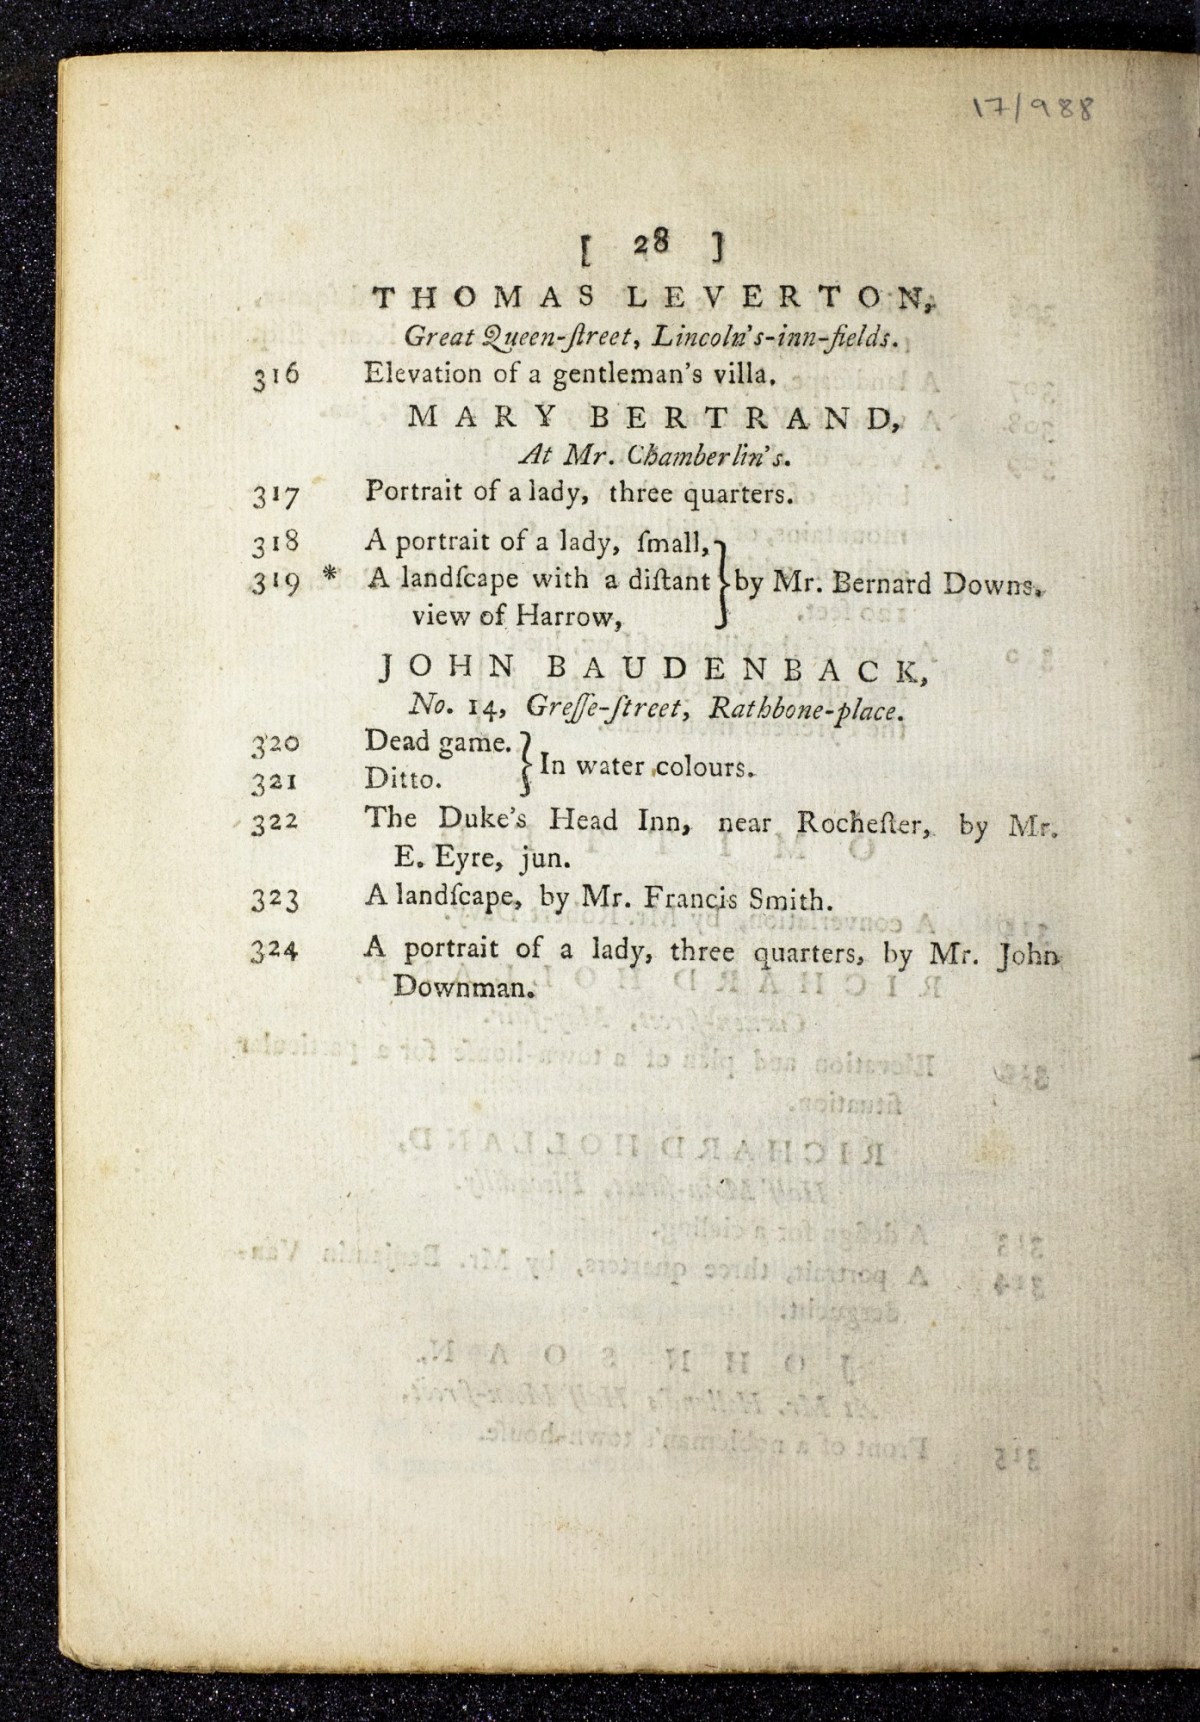 17/988
[ 28 ]
THOMAS LEVERTON,
Great Queen-ſtreet, Lincoln's-inn-fields.
316 Elevation of a gentleman's villa.
MARY BERTRAND,
At Mr. Chamberlin's.
317 Portrait of a lady, three quarters.
318 A portrait of a lady, ſmall,
319 * A landſcape with a diſtant } by Mr. Bernard Downs.
view of Harrow,
JOHN BAUDENBACK,
No. 14, Greſſe-ſtreet, Rathbone-place.
320 Dead game.
} In water colours.
321 Ditto.
322 The Duke's Head Inn, near Rocheſter, by Mr.
E. Eyre, jun.
323 A landſcape, by Mr. Francis Smith.
324 A portrait of a lady, three quarters, by Mr. John
Downman.